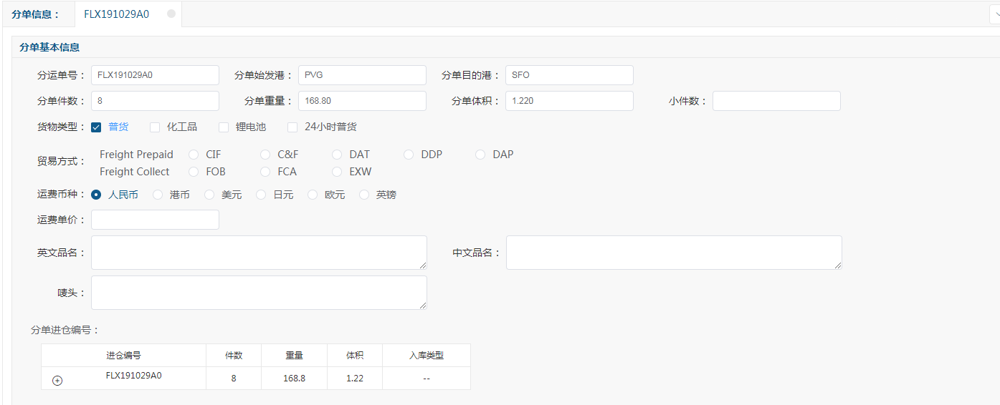 分单信息： FLX191029A0
分单基本信息
分运单号： FLX191029A0 分单始发港： PVG 分单目的港： SFO
分单件数： 8 分单重量： 168.80 分单体积： 1.220 小件数：
货物类型： 普货 化工品 锂电池 24小时普货
贸易方式：
Freight Prepaid CIF C&F DAT DDP DAP
Freight Collect FOB FCA EXW
运费币种： 人民币 港币 美元 日元 欧元 英镑
运费单价：
英文品名： 中文品名：
唛头：
分单进仓编号：
进仓编号 件数 重量 体积 入库类型
FLX191029A0 8 168.8 1.22 --